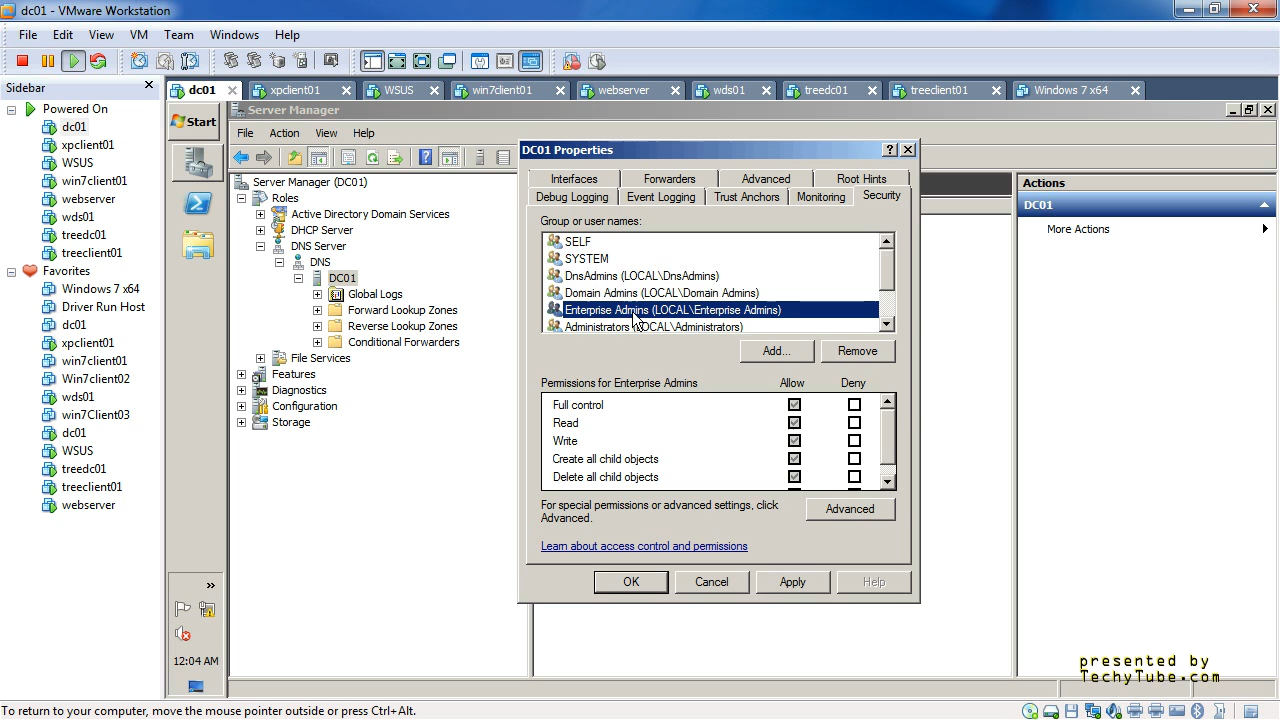 dc01 - VMware Workstation
File Edit View VM Team Windows Help
Sidebar
dc01 xpclient01 WSUS win7client01 webserver wds01 treedc01 treeclient01 Windows 7 x64
Powered On
dc01
xpclient01
WSUS
win7client01
webserver
wds01
treedc01
treeclient01
Favorites
Windows 7 x64
Driver Run Host
dc01
xpclient01
win7client01
Win7client02
wds01
win7Client03
dc01
WSUS
treedc01
treeclient01
webserver
Start
»
12:04 AM
Server Manager
File Action View Help
Server Manager (DC01)
Roles
Active Directory Domain Services
DHCP Server
DNS Server
DNS
DC01
Global Logs
Forward Lookup Zones
Reverse Lookup Zones
Conditional Forwarders
File Services
Features
Diagnostics
Configuration
Storage
DC01 Properties
Interfaces Forwarders Advanced Root Hints
Debug Logging Event Logging Trust Anchors Monitoring Security
Group or user names:
SELF
SYSTEM
DnsAdmins (LOCAL\DnsAdmins)
Domain Admins (LOCAL\Domain Admins)
Enterprise Admins (LOCAL\Enterprise Admins)
Administrators (LOCAL\Administrators)
Add... Remove
Permissions for Enterprise Admins Allow Deny
Full control
Read
Write
Create all child objects
Delete all child objects
For special permissions or advanced settings, click
Advanced.
Advanced
Learn about access control and permissions
OK Cancel Apply Help
Actions
DC01
More Actions
presented by
TechyTube.com
To return to your computer, move the mouse pointer outside or press Ctrl+Alt.